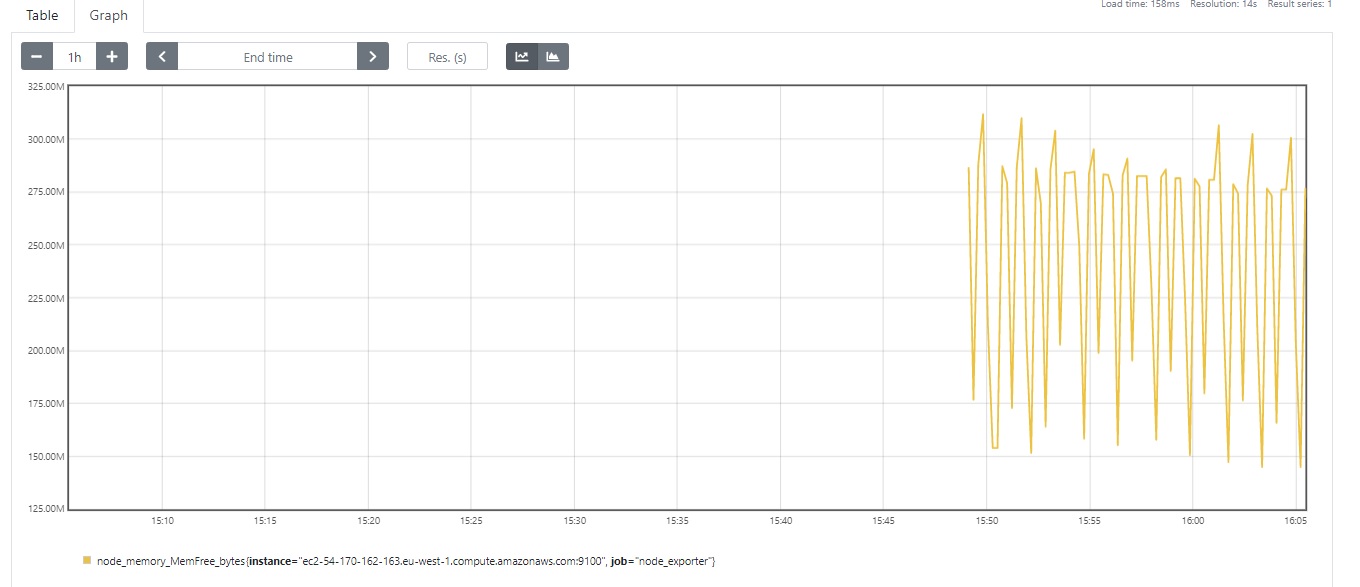 Load time: 158ms Resolution: 14s Result series: 1
Table Graph
1h End time Res. (s)
325.00M
300.00M
275.00M
250.00M
225.00M
200.00M
175.00M
150.00M
125.00M
15:10 15:15 15:20 15:25 15:30 15:35 15:40 15:45 15:50 15:55 16:00 16:05
node_memory_MemFree_bytes{instance="ec2-54-170-162-163.eu-west-1.compute.amazonaws.com:9100", job="node_exporter"}